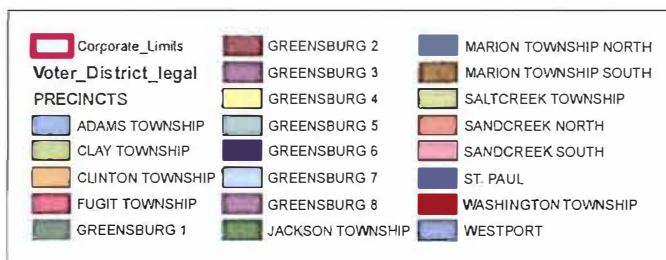 Corporate_Limits
Voter_District_legal
PRECINCTS
ADAMS TOWNSHIP
CLAY TOWNSHIP
CLINTON TOWNSHIP
FUGIT TOWNSHIP
GREENSBURG 1
GREENSBURG 2
GREENSBURG 3
GREENSBURG 4
GREENSBURG 5
GREENSBURG 6
GREENSBURG 7
GREENSBURG 8
JACKSON TOWNSHIP
MARION TOWNSHIP NORTH
MARION TOWNSHIP SOUTH
SALTCREEK TOWNSHIP
SANDCREEK NORTH
SANDCREEK SOUTH
ST. PAUL
WASHINGTON TOWNSHIP
WESTPORT